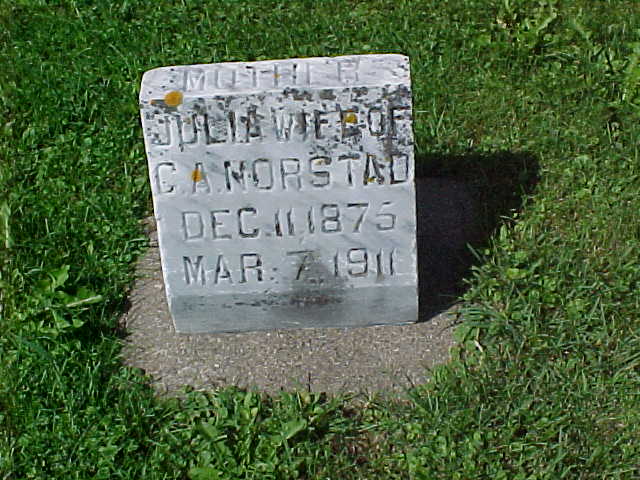 MOTHER
JULIA WIFE OF
C.A. NORSTAD
DEC. 11, 1875
MAR. 7, 1911